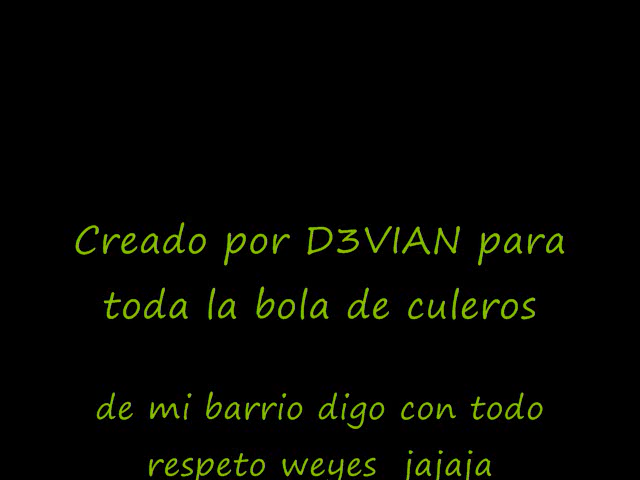 Creado por D3VIAN para
toda la bola de culeros
de mi barrio digo con todo
respeto weyes jajaja